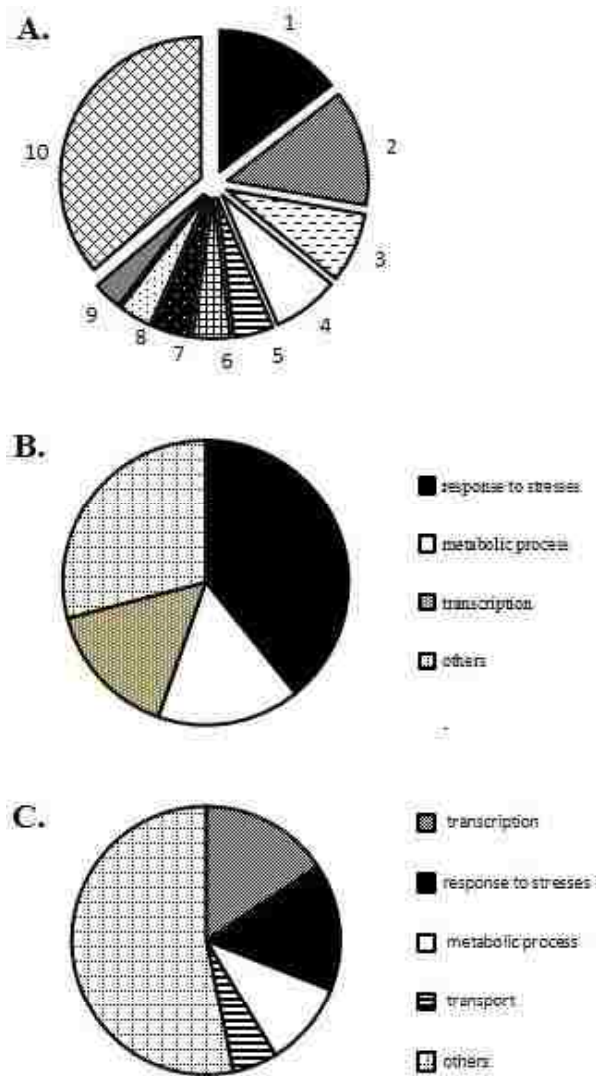 A.
1
2
3
4
5
6
7
8
9
10
B.
response to stresses
metabolic process
transcription
others
C.
transcription
response to stresses
metabolic process
transport
others